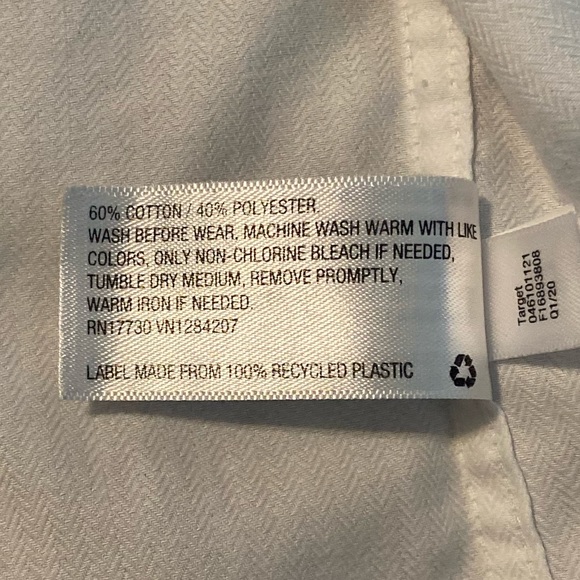 60% COTTON / 40% POLYESTER.
WASH BEFORE WEAR. MACHINE WASH WARM WITH LIKE
COLORS, ONLY NON-CHLORINE BLEACH IF NEEDED,
TUMBLE DRY MEDIUM, REMOVE PROMPTLY,
WARM IRON IF NEEDED.
RN17730 VN1284207
LABEL MADE FROM 100% RECYCLED PLASTIC
Target
046101121
F16893808
Q1/20